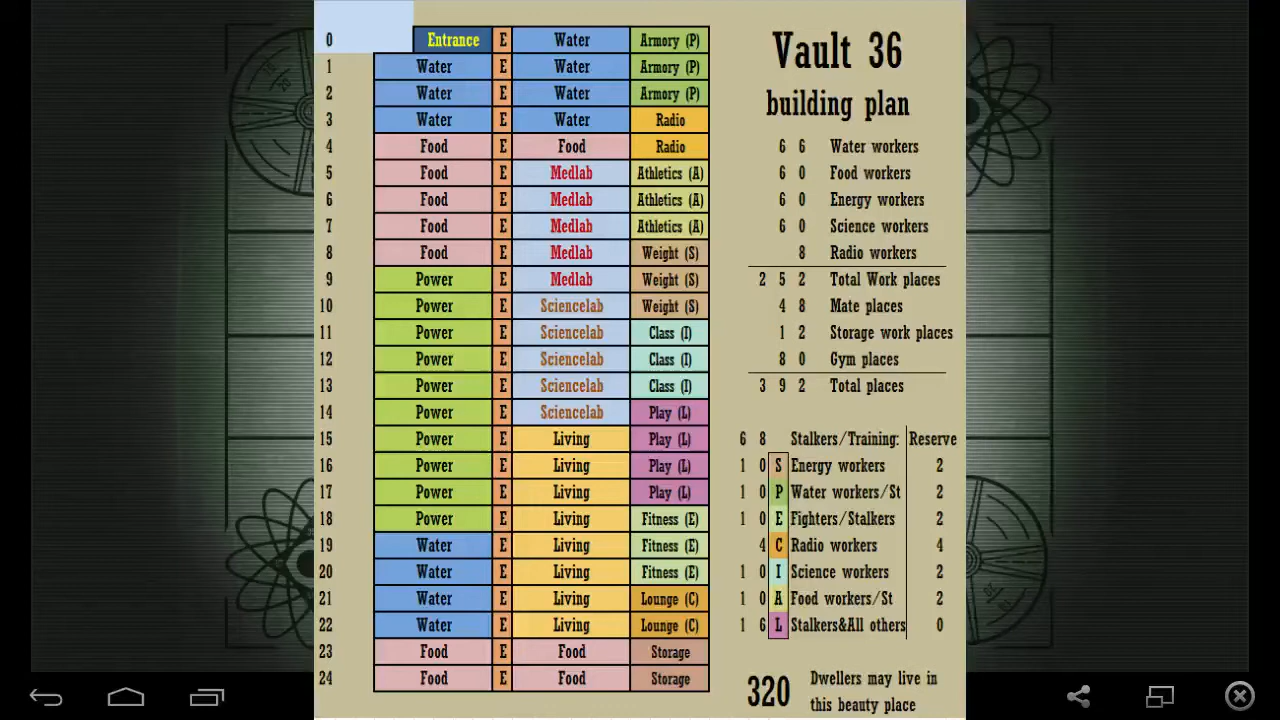 0 Entrance E Water Armory (P)
1 Water E Water Armory (P)
2 Water E Water Armory (P)
3 Water E Water Radio
4 Food E Food Radio
5 Food E Medlab Athletics (A)
6 Food E Medlab Athletics (A)
7 Food E Medlab Athletics (A)
8 Food E Medlab Weight (S)
9 Power E Medlab Weight (S)
10 Power E Sciencelab Weight (S)
11 Power E Sciencelab Class (I)
12 Power E Sciencelab Class (I)
13 Power E Sciencelab Class (I)
14 Power E Sciencelab Play (L)
15 Power E Living Play (L)
16 Power E Living Play (L)
17 Power E Living Play (L)
18 Power E Living Fitness (E)
19 Water E Living Fitness (E)
20 Water E Living Fitness (E)
21 Water E Living Lounge (C)
22 Water E Living Lounge (C)
23 Food E Food Storage
24 Food E Food Storage
Vault 36
building plan
6 6 Water workers
6 0 Food workers
6 0 Energy workers
6 0 Science workers
8 Radio workers
2 5 2 Total Work places
4 8 Mate places
1 2 Storage work places
8 0 Gym places
3 9 2 Total places
6 8 Stalkers/Training: Reserve
1 0 S Energy workers 2
1 0 P Water workers/St 2
1 0 E Fighters/Stalkers 2
4 C Radio workers 4
1 0 I Science workers 2
1 0 A Food workers/St 2
1 6 L Stalkers&All others 0
320 Dwellers may live in
this beauty place